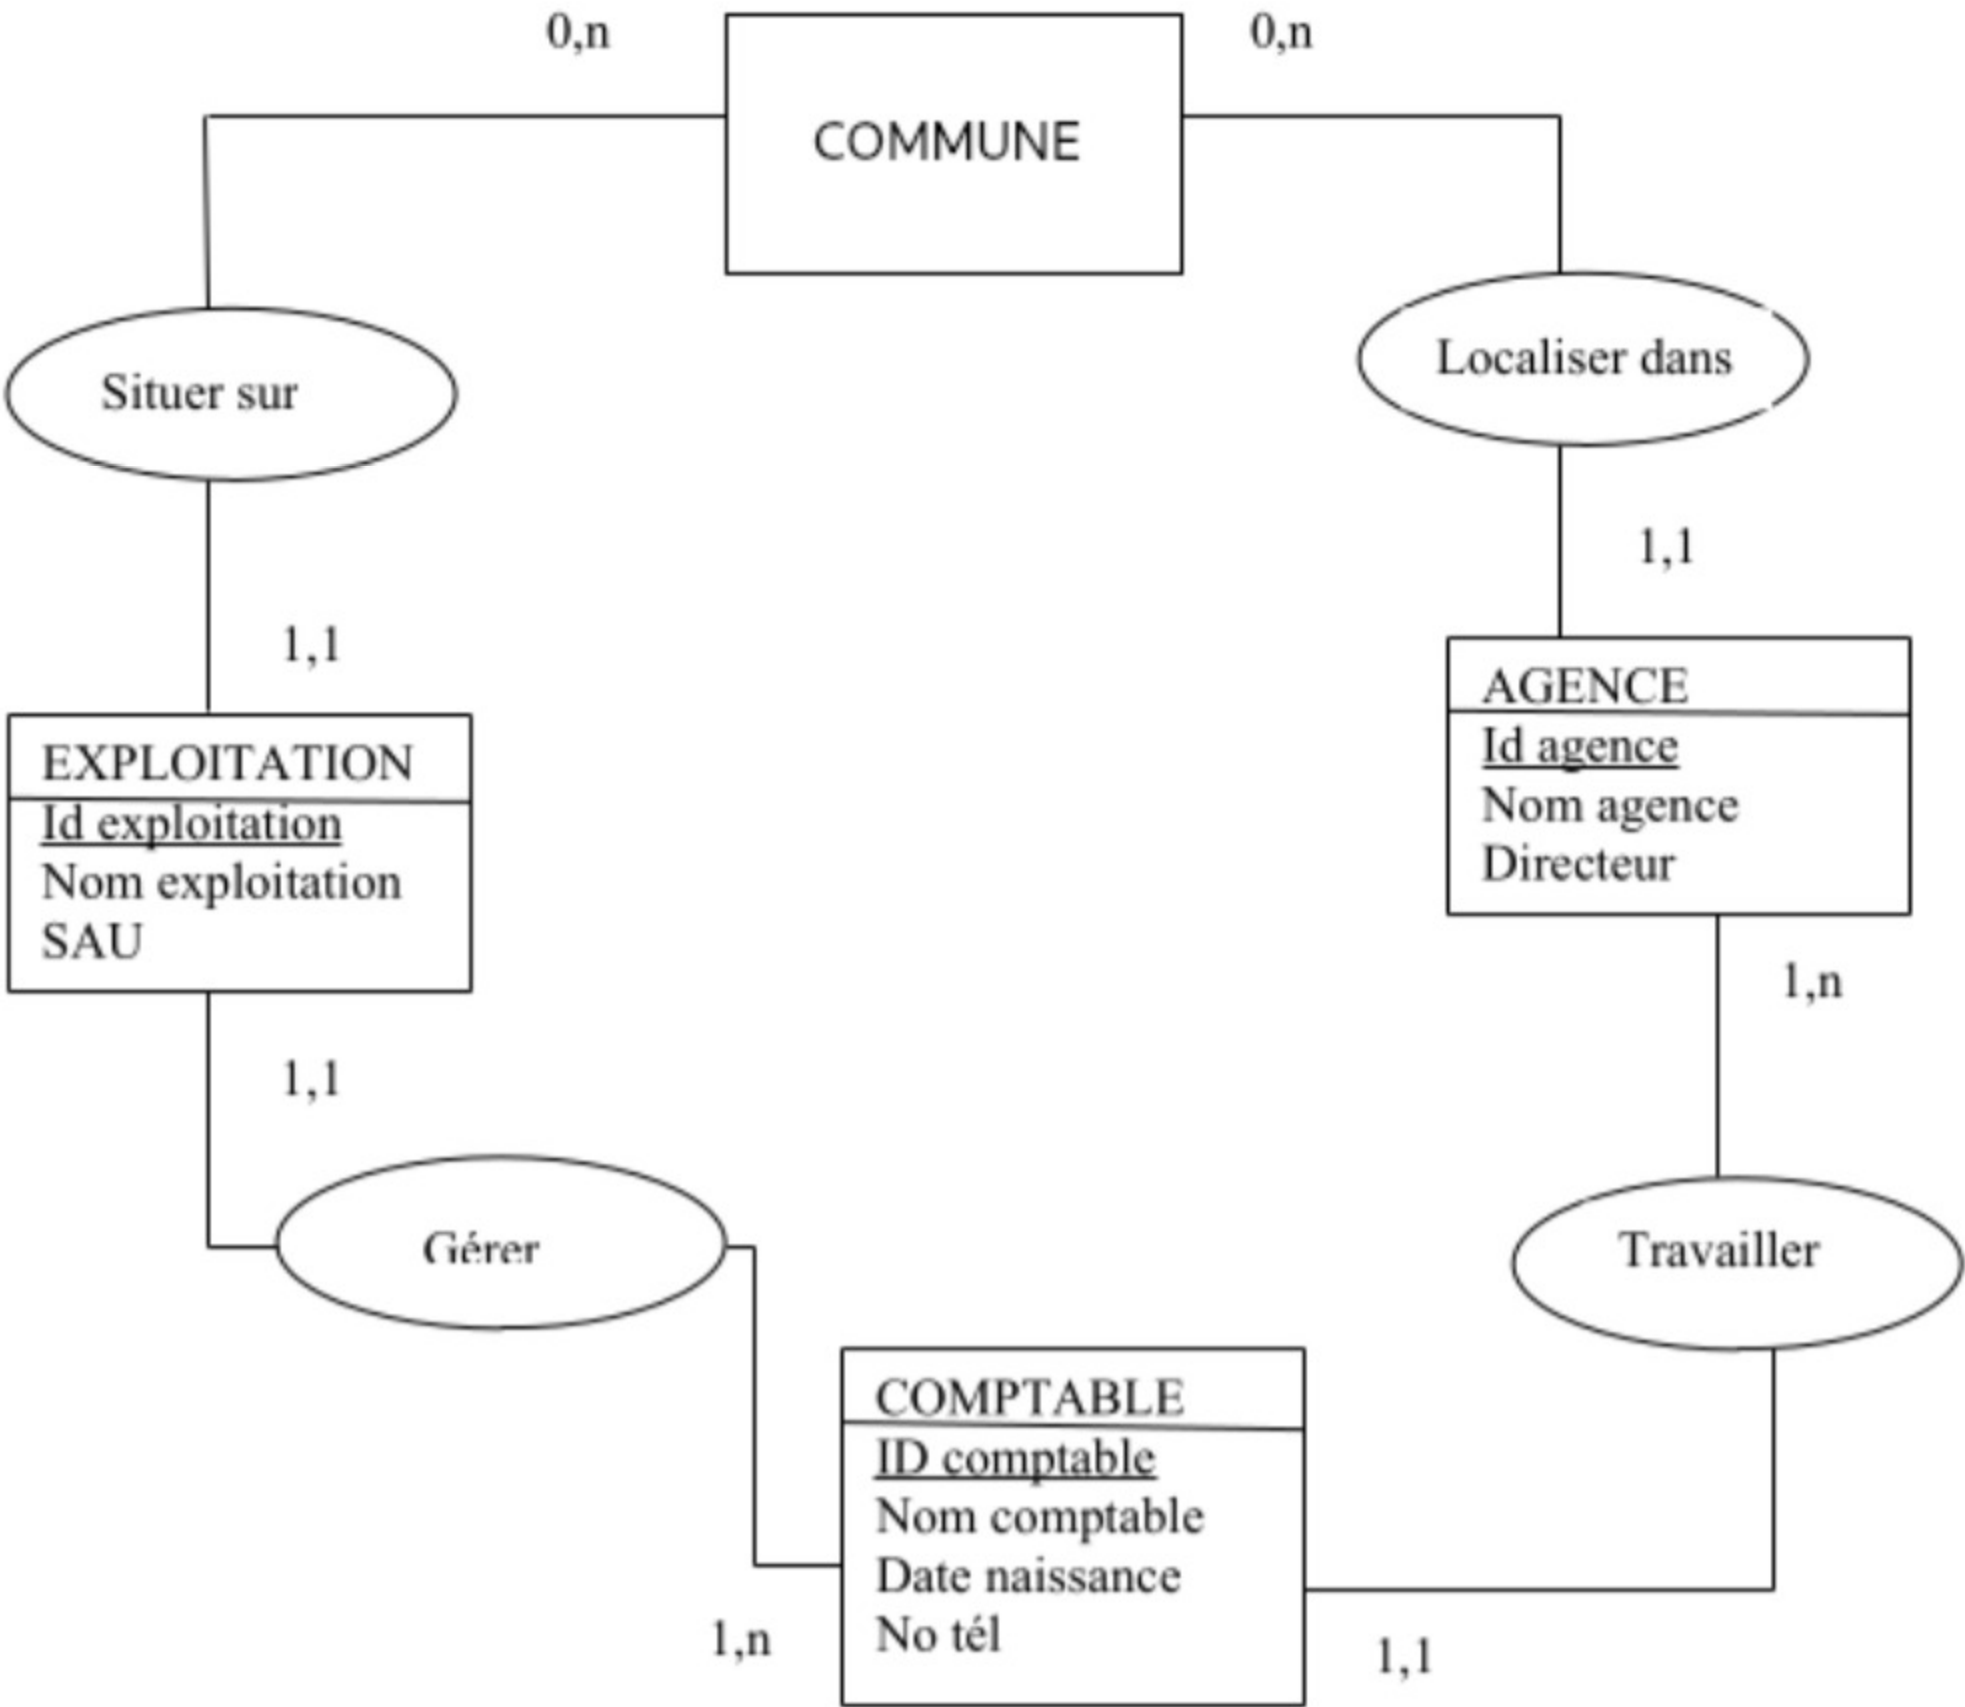 0,n
0,n
COMMUNE
Situer sur
Localiser dans
1,1
1,1
EXPLOITATION
Id exploitation
Nom exploitation
SAU
AGENCE
Id agence
Nom agence
Directeur
1,1
1,n
Gérer
Travailler
COMPTABLE
ID comptable
Nom comptable
Date naissance
No tél
1,n
1,1